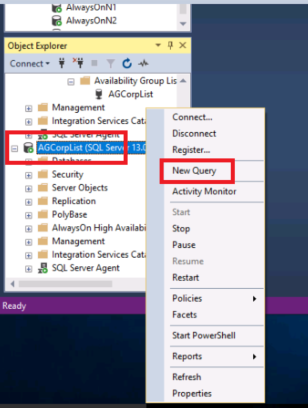 AlwaysOnN1
AlwaysOnN2
Object Explorer
Connect
Availability Group Lis
AGCorpList
Management
Integration Services Cata
SQL Server Agent
AGCorpList (SQL Server 13.0
Databases
Security
Server Objects
Replication
PolyBase
AlwaysOn High Availabi
Management
Integration Services Cata
SQL Server Agent
Ready
Connect...
Disconnect
Register...
New Query
Activity Monitor
Start
Stop
Pause
Resume
Restart
Policies
Facets
Start PowerShell
Reports
Refresh
Properties